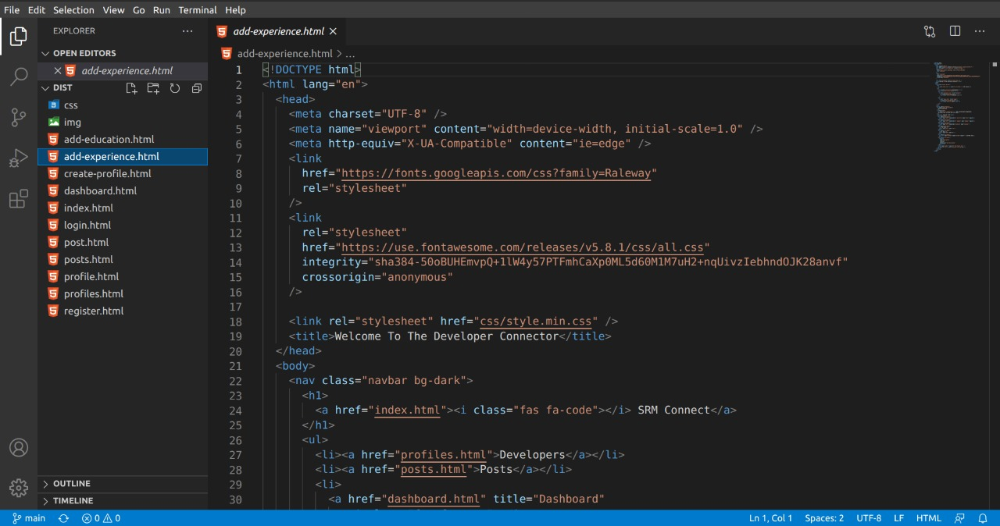 File Edit Selection View Go Run Terminal Help
EXPLORER
OPEN EDITORS
add-experience.html
DIST
css
img
add-education.html
add-experience.html
create-profile.html
dashboard.html
index.html
login.html
post.html
posts.html
profile.html
profiles.html
register.html
OUTLINE
TIMELINE
add-experience.html
add-experience.html > ...
1 <!DOCTYPE html>
2 <html lang="en">
3 <head>
4 <meta charset="UTF-8" />
5 <meta name="viewport" content="width=device-width, initial-scale=1.0" />
6 <meta http-equiv="X-UA-Compatible" content="ie=edge" />
7 <link
8 href="https://fonts.googleapis.com/css?family=Raleway"
9 rel="stylesheet"
10 />
11 <link
12 rel="stylesheet"
13 href="https://use.fontawesome.com/releases/v5.8.1/css/all.css"
14 integrity="sha384-50oBUHEmvpQ+1lW4y57PTFmhCaXp0ML5d60M1M7uH2+nqUivzIebhndOJK28anvf"
15 crossorigin="anonymous"
16 />
17
18 <link rel="stylesheet" href="css/style.min.css" />
19 <title>Welcome To The Developer Connector</title>
20 </head>
21 <body>
22 <nav class="navbar bg-dark">
23 <h1>
24 <a href="index.html"><i class="fas fa-code"></i> SRM Connect</a>
25 </h1>
26 <ul>
27 <li><a href="profiles.html">Developers</a></li>
28 <li><a href="posts.html">Posts</a></li>
29 <li>
30 <a href="dashboard.html" title="Dashboard"
main 0 0 Ln 1, Col 1 Spaces: 2 UTF-8 LF HTML